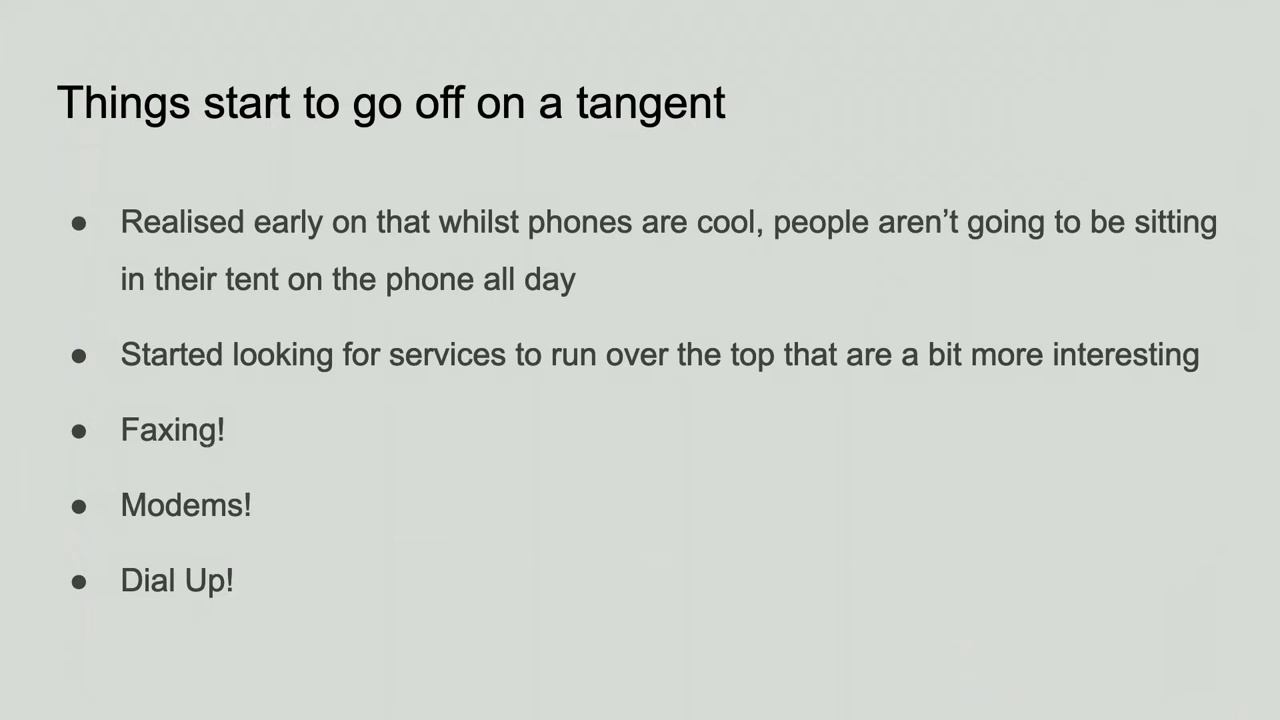 Things start to go off on a tangent
● Realised early on that whilst phones are cool, people aren’t going to be sitting
in their tent on the phone all day
● Started looking for services to run over the top that are a bit more interesting
● Faxing!
● Modems!
● Dial Up!